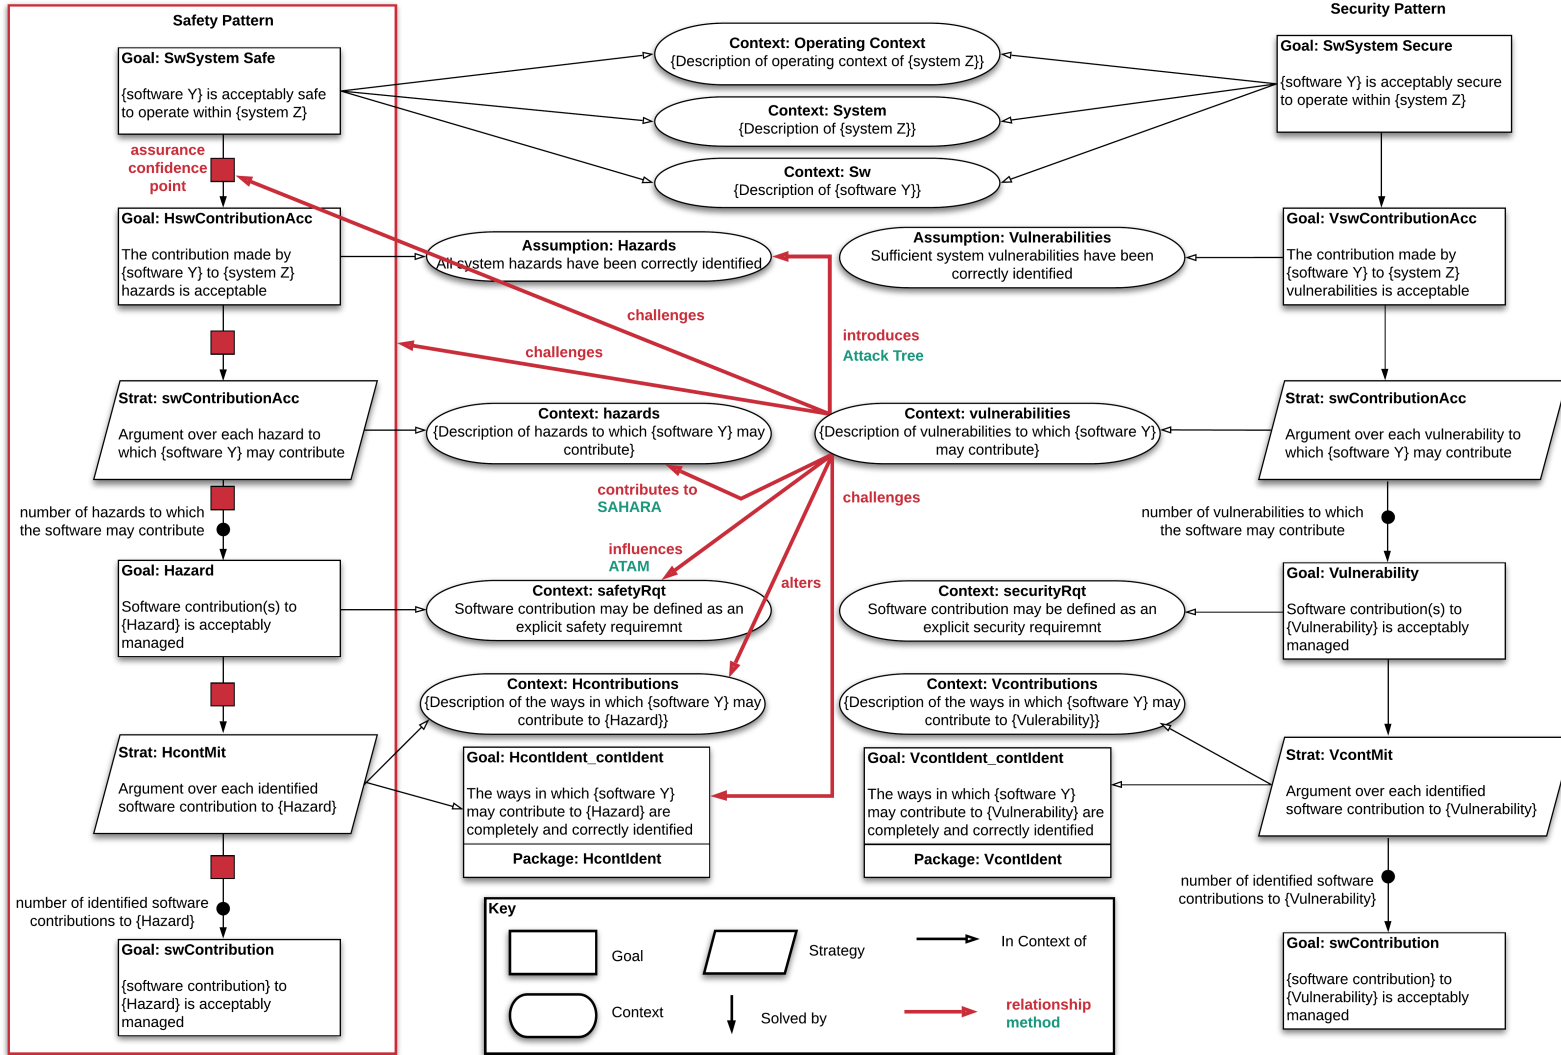 Safety Pattern
Goal: SwSystem Safe
{software Y} is acceptably safe
to operate within {system Z}
assurance
confidence
point
Goal: HswContributionAcc
The contribution made by
{software Y} to {system Z}
hazards is acceptable
Strat: swContributionAcc
Argument over each hazard to
which {software Y} may contribute
number of hazards to which
the software may contribute
Goal: Hazard
Software contribution(s) to
{Hazard} is acceptably
managed
Strat: HcontMit
Argument over each identified
software contribution to {Hazard}
number of identified software
contributions to {Hazard}
Goal: swContribution
{software contribution} to
{Hazard} is acceptably
managed
Context: Operating Context
{Description of operating context of {system Z}}
Context: System
{Description of {system Z}}
Context: Sw
{Description of {software Y}}
Assumption: Hazards
All system hazards have been correctly identified
Assumption: Vulnerabilities
Sufficient system vulnerabilities have been
correctly identified
challenges
challenges
introduces
Attack Tree
Context: hazards
{Description of hazards to which {software Y} may
contribute}
Context: vulnerabilities
{Description of vulnerabilities to which {software Y}
may contribute}
contributes to
SAHARA
challenges
influences
ATAM
alters
Context: safetyRqt
Software contribution may be defined as an
explicit safety requiremnt
Context: securityRqt
Software contribution may be defined as an
explicit security requiremnt
Context: Hcontributions
{Description of the ways in which {software Y} may
contribute to {Hazard}}
Context: Vcontributions
{Description of the ways in which {software Y} may
contribute to {Vulerability}}
Goal: HcontIdent_contIdent
The ways in which {software Y}
may contribute to {Hazard} are
completely and correctly identified
Package: HcontIdent
Goal: VcontIdent_contIdent
The ways in which {software Y}
may contribute to {Vulnerability} are
completely and correctly identified
Package: VcontIdent
Key
Goal
Strategy
In Context of
Context
Solved by
relationship
method
Security Pattern
Goal: SwSystem Secure
{software Y} is acceptably secure
to operate within {system Z}
Goal: VswContributionAcc
The contribution made by
{software Y} to {system Z}
vulnerabilities is acceptable
Strat: swContributionAcc
Argument over each vulnerability to
which {software Y} may contribute
number of vulnerabilities to which
the software may contribute
Goal: Vulnerability
Software contribution(s) to
{Vulnerability} is acceptably
managed
Strat: VcontMit
Argument over each identified
software contribution to {Vulnerability}
number of identified software
contributions to {Vulnerability}
Goal: swContribution
{software contribution} to
{Vulnerability} is acceptably
managed